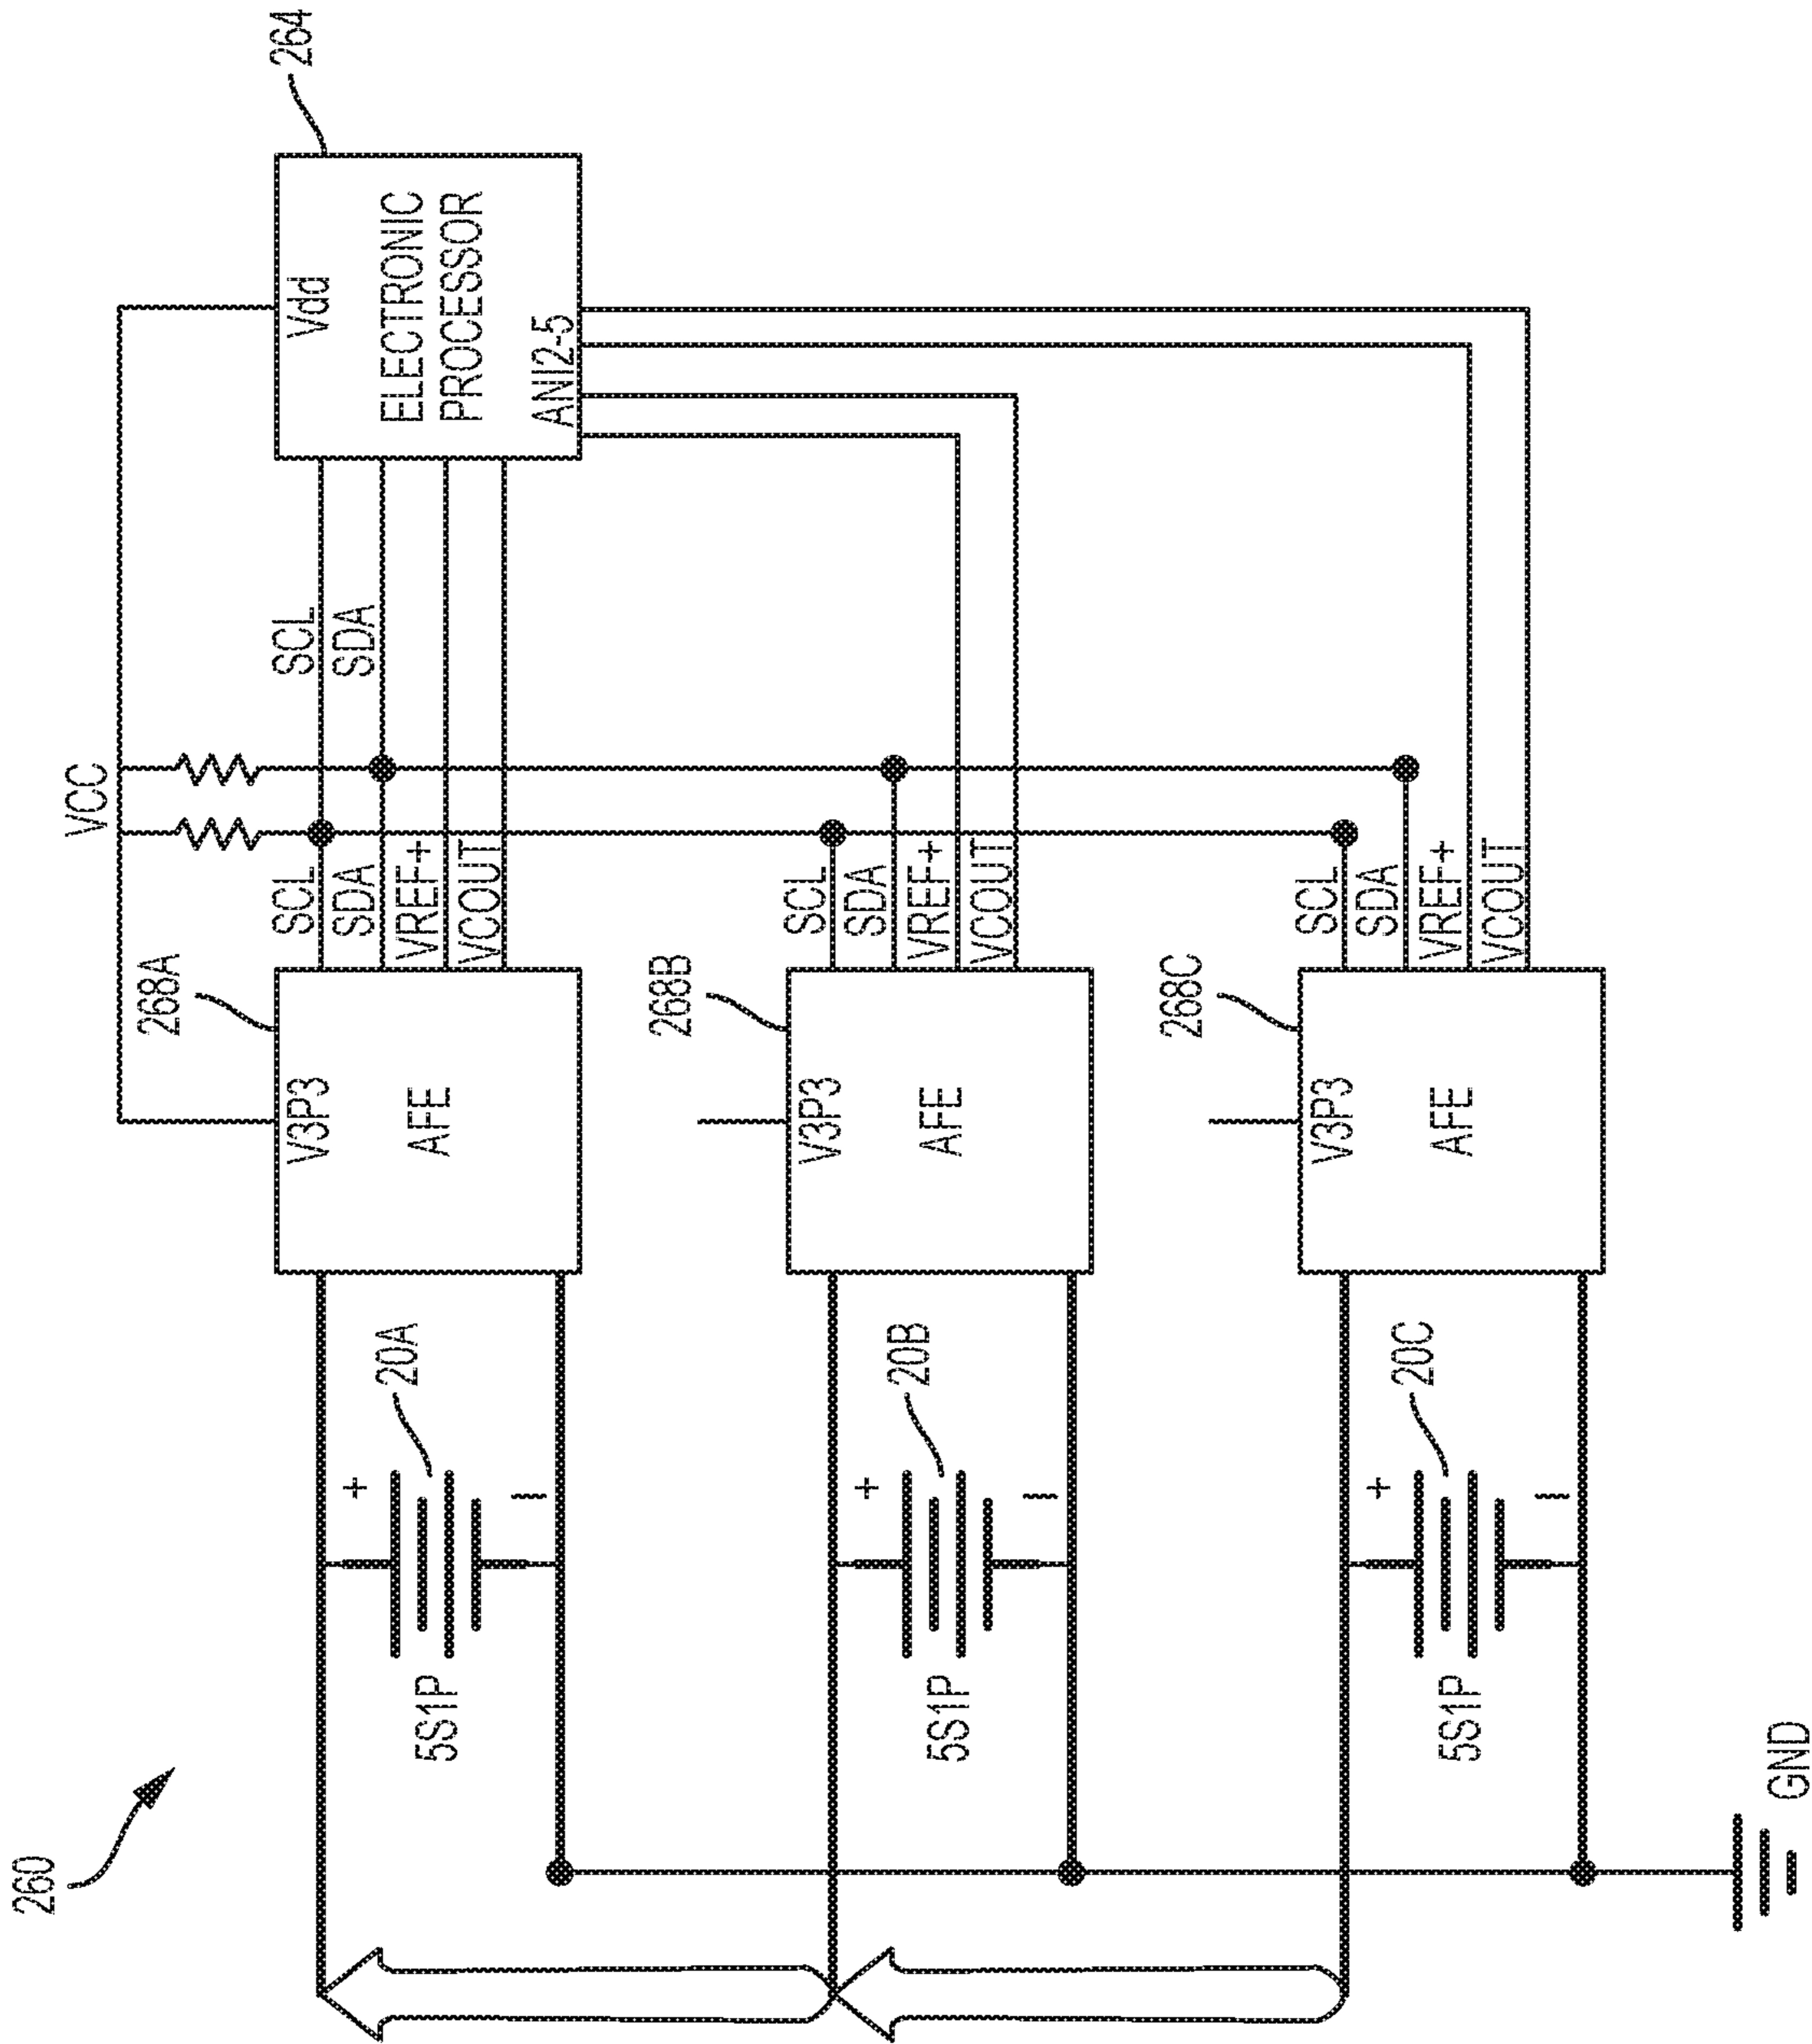 260
VCC
264
268A
V3P3
AFE
SCL
SDA
VREF+
VCOUT
SCL
SDA
Vdd
ELECTRONIC
PROCESSOR
ANI2-5
+
20A
5S1P
−
268B
V3P3
AFE
SCL
SDA
VREF+
VCOUT
+
20B
5S1P
−
268C
V3P3
AFE
SCL
SDA
VREF+
VCOUT
+
20C
5S1P
−
GND